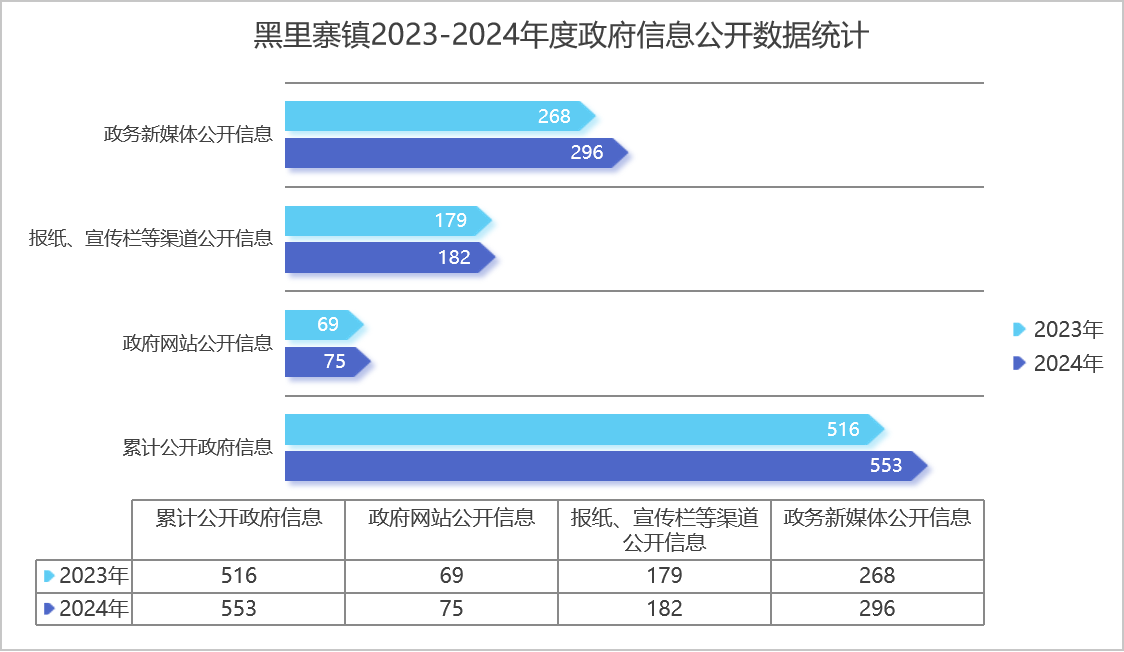 黑里寨镇2023-2024年度政府信息公开数据统计
政务新媒体公开信息
268
296
报纸、宣传栏等渠道公开信息
179
182
政府网站公开信息
69
75
累计公开政府信息
516
553
2023年
2024年
累计公开政府信息 政府网站公开信息 报纸、宣传栏等渠道 政务新媒体公开信息
公开信息
2023年 516 69 179 268
2024年 553 75 182 296